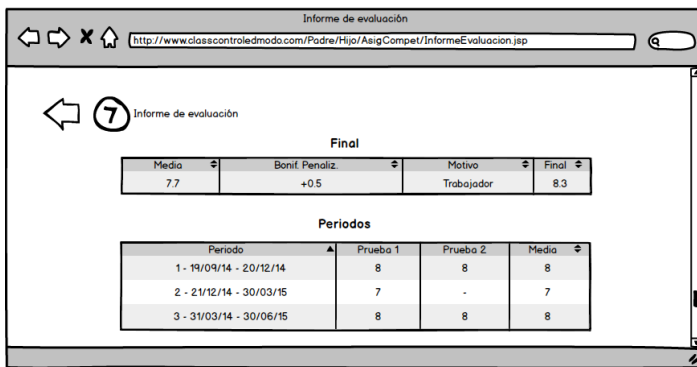 Informe de evaluación
http://www.classcontroledmodo.com/Padre/Hijo/AsigCompet/InformeEvaluacion.jsp
7 Informe de evaluación
Final
Media Bonif. Penaliz. Motivo Final
7.7 +0.5 Trabajador 8.3
Periodos
Periodo Prueba 1 Prueba 2 Media
1 - 19/09/14 - 20/12/14 8 8 8
2 - 21/12/14 - 30/03/15 7 - 7
3 - 31/03/14 - 30/06/15 8 8 8